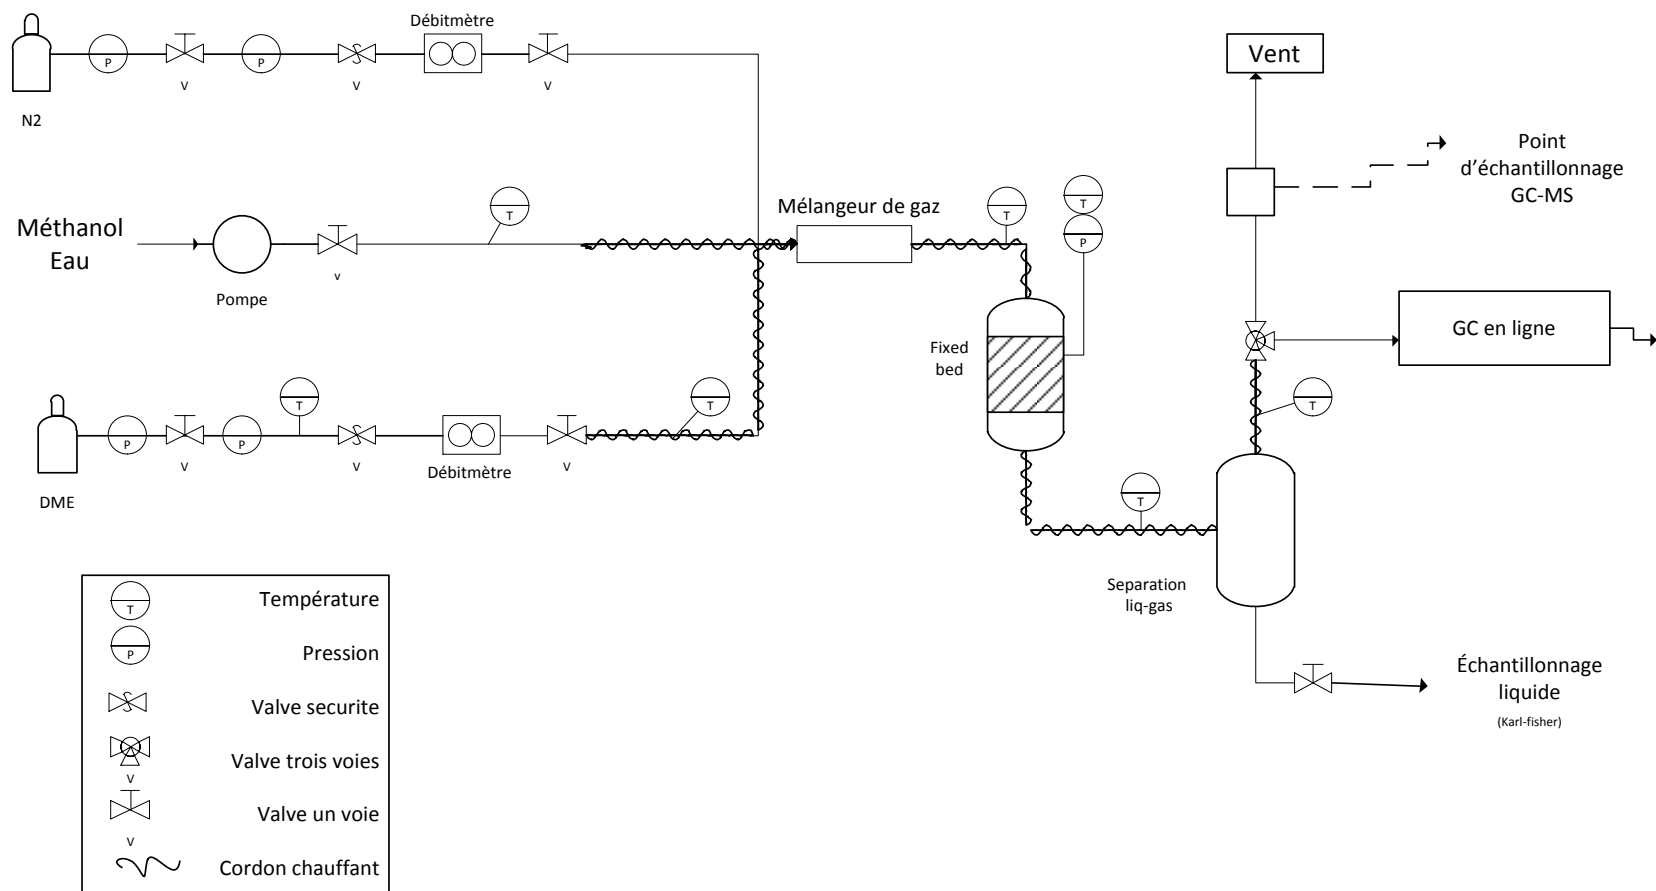 Débitmètre
P
P
V
V
V
N2
Vent
Point
d'échantillonnage
GC-MS
T
T
T
P
Mélangeur de gaz
Méthanol
Eau
v
Pompe
Fixed
bed
GC en ligne
T
T
T
P
P
V
V
V
Débitmètre
DME
T
Separation
liq-gas
Échantillonnage
liquide
(Karl-fisher)
T
Température
P
Pression
Valve securite
Valve trois voies
V
Valve un voie
V
Cordon chauffant